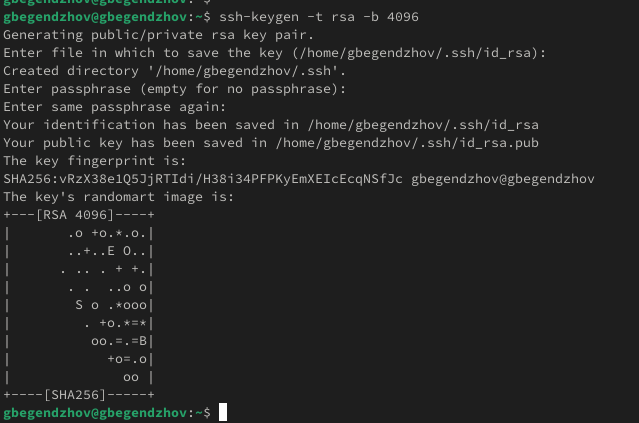 gbegendzhov@gbegendzhov:~$
gbegendzhov@gbegendzhov:~$ ssh-keygen -t rsa -b 4096
Generating public/private rsa key pair.
Enter file in which to save the key (/home/gbegendzhov/.ssh/id_rsa):
Created directory '/home/gbegendzhov/.ssh'.
Enter passphrase (empty for no passphrase):
Enter same passphrase again:
Your identification has been saved in /home/gbegendzhov/.ssh/id_rsa
Your public key has been saved in /home/gbegendzhov/.ssh/id_rsa.pub
The key fingerprint is:
SHA256:vRzX38e1Q5JjRTIdi/H38i34PFPKyEmXEIcEcqNSfJc gbegendzhov@gbegendzhov
The key's randomart image is:
+---[RSA 4096]----+
|       .o +o.*.o.|
|       ..+..E O..|
|      . .. . + +.|
|       . .  ..o o|
|        S o .*ooo|
|         . +o.*=*|
|          oo.=.=B|
|            +o=.o|
|              oo |
+----[SHA256]-----+
gbegendzhov@gbegendzhov:~$